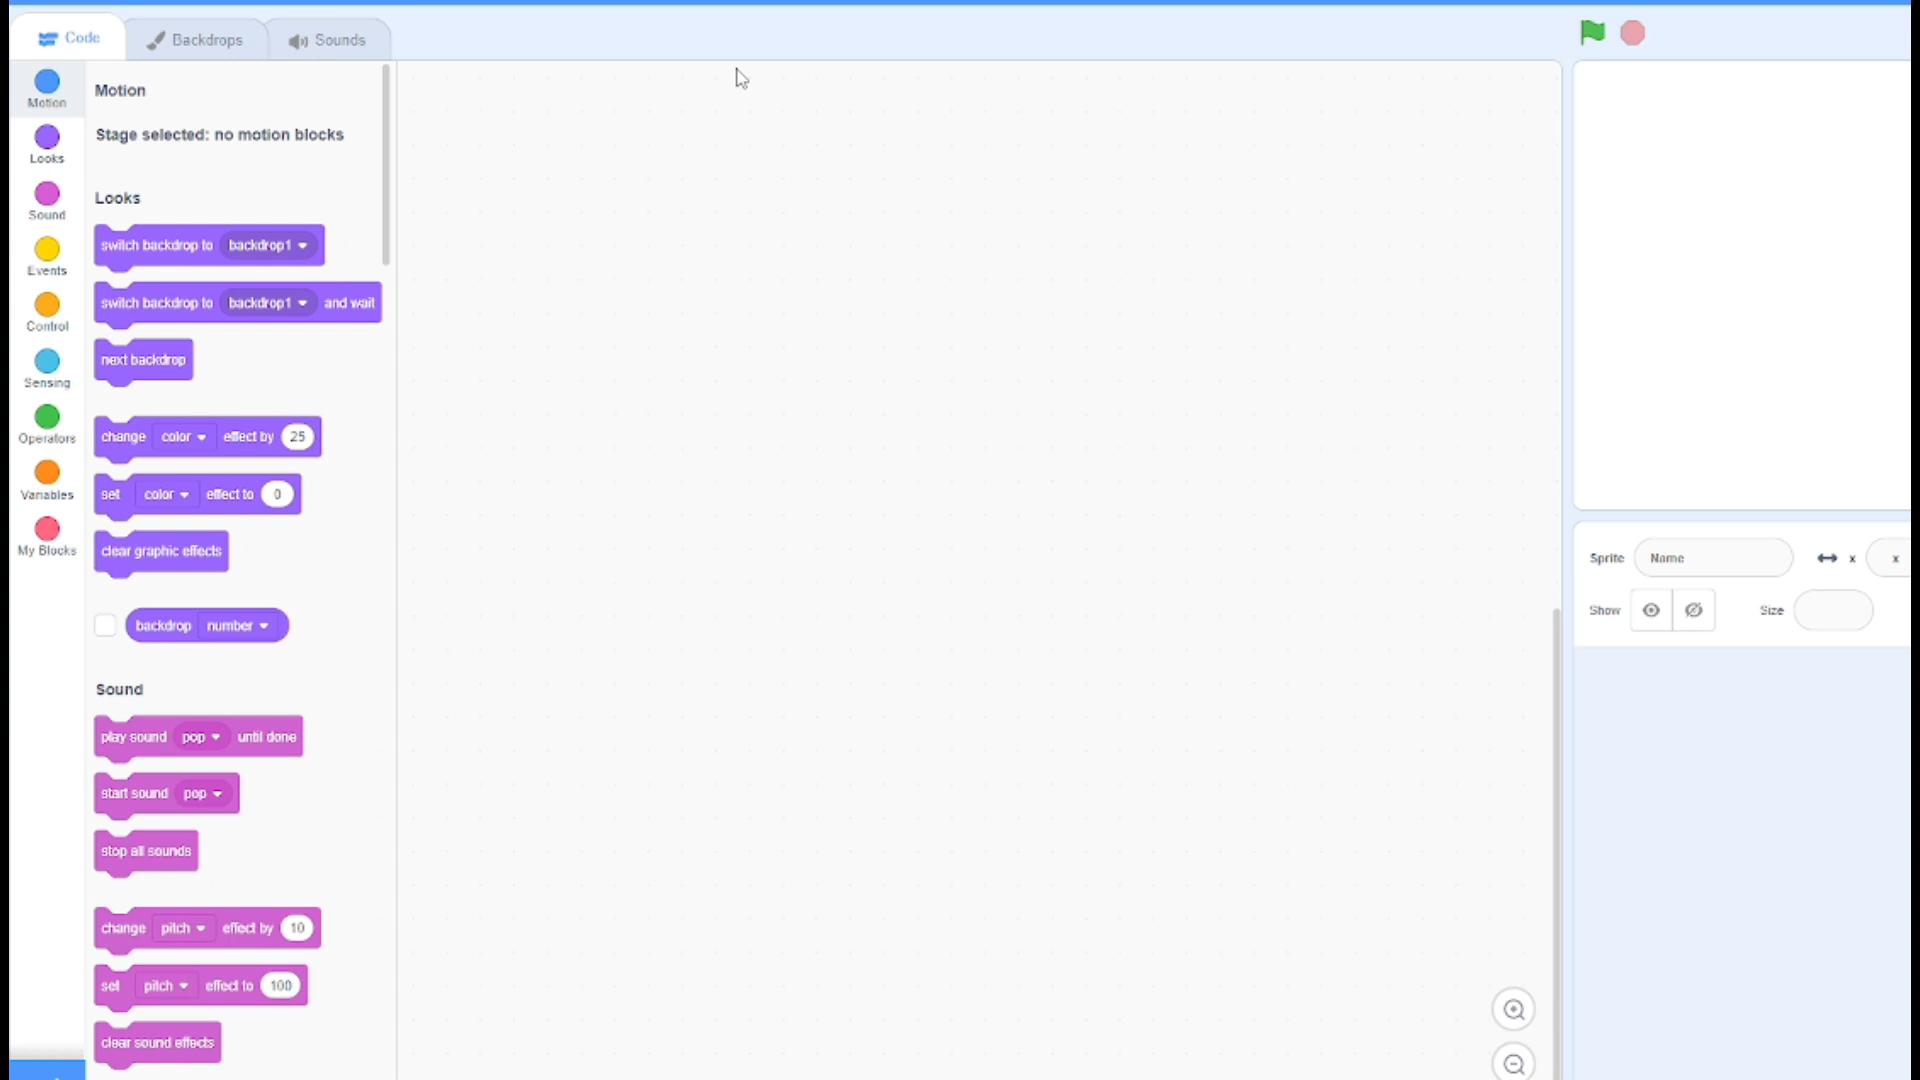 Code
Backdrops
Sounds
Motion
Looks
Sound
Events
Control
Sensing
Operators
Variables
My Blocks
Motion
Stage selected: no motion blocks
Looks
switch backdrop to backdrop1
switch backdrop to backdrop1 and wait
next backdrop
change color effect by 25
set color effect to 0
clear graphic effects
backdrop number
Sound
play sound pop until done
start sound pop
stop all sounds
change pitch effect by 10
set pitch effect to 100
clear sound effects
Sprite Name x x
Show Size